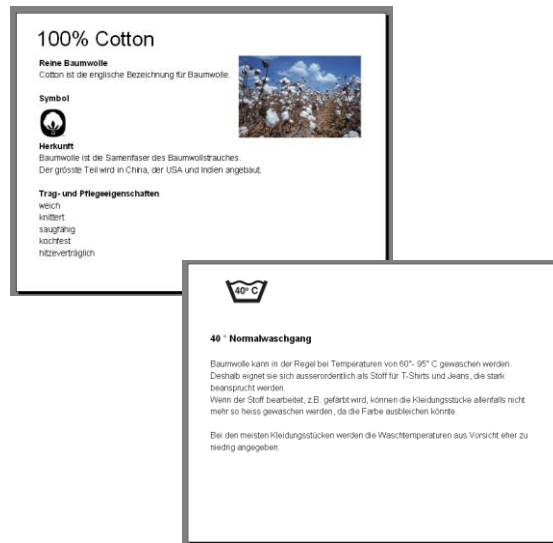 100% Cotton
Reine Baumwolle
Cotton ist die englische Bezeichnung für Baumwolle.
Symbol
Herkunft
Baumwolle ist die Samenfaser des Baumwollstrauches.
Der grösste Teil wird in China, der USA und Indien angebaut.
Trag- und Pflegeeigenschaften
weich
knittert
saugfähig
kochfest
hitzeverträglich
40° C
40 ° Normalwaschgang
Baumwolle kann in der Regel bei Temperaturen von 60°- 95° C gewaschen werden.
Deshalb eignet sie sich ausserordentlich als Stoff für T-Shirts und Jeans, die stark
beansprucht werden.
Wenn der Stoff bearbeitet, z.B. gefärbt wird, können die Kleidungsstücke allenfalls nicht
mehr so heiss gewaschen werden, da die Farbe ausbleichen könnte.
Bei den meisten Kleidungsstücken werden die Waschtemperaturen aus Vorsicht eher zu
niedrig angegeben.